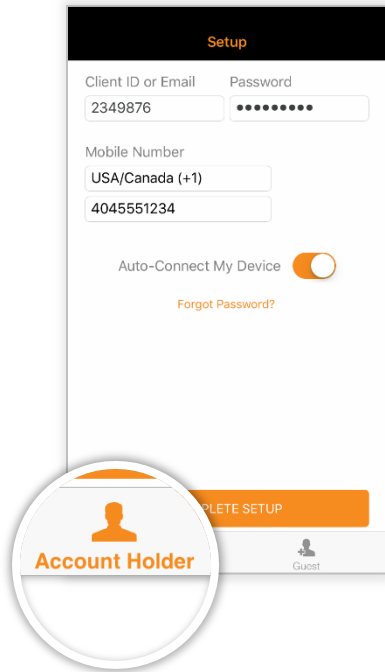 Setup
Client ID or Email Password
2349876 •••••••••
Mobile Number
USA/Canada (+1)
4045551234
Auto-Connect My Device
Forgot Password?
PLETE SETUP
Account Holder
Guest